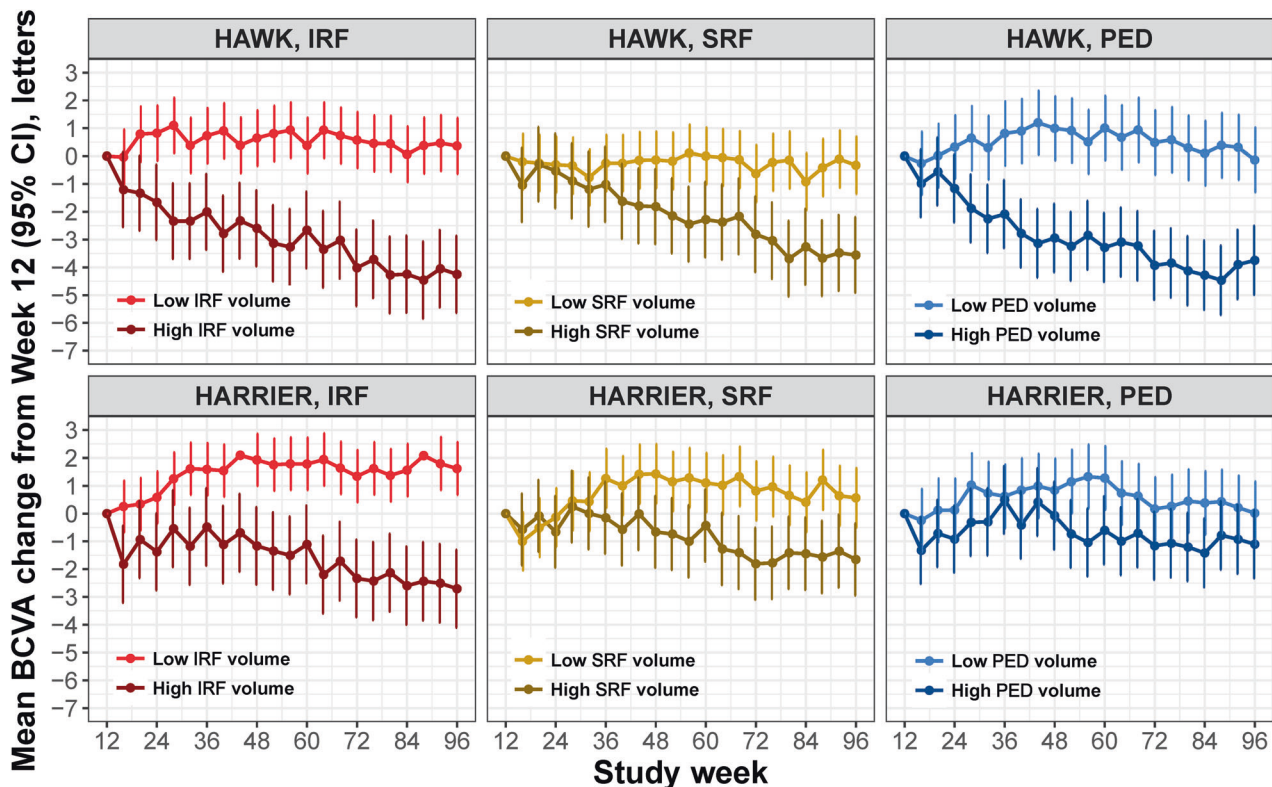 Mean BCVA change from Week 12 (95% CI), letters
HAWK, IRF
3
2
1
0
−1
−2
−3
−4
−5
−6
−7
Low IRF volume
High IRF volume
HAWK, SRF
Low SRF volume
High SRF volume
HAWK, PED
Low PED volume
High PED volume
HARRIER, IRF
3
2
1
0
−1
−2
−3
−4
−5
−6
−7
Low IRF volume
High IRF volume
12 24 36 48 60 72 84 96
HARRIER, SRF
Low SRF volume
High SRF volume
12 24 36 48 60 72 84 96
HARRIER, PED
Low PED volume
High PED volume
12 24 36 48 60 72 84 96
Study week